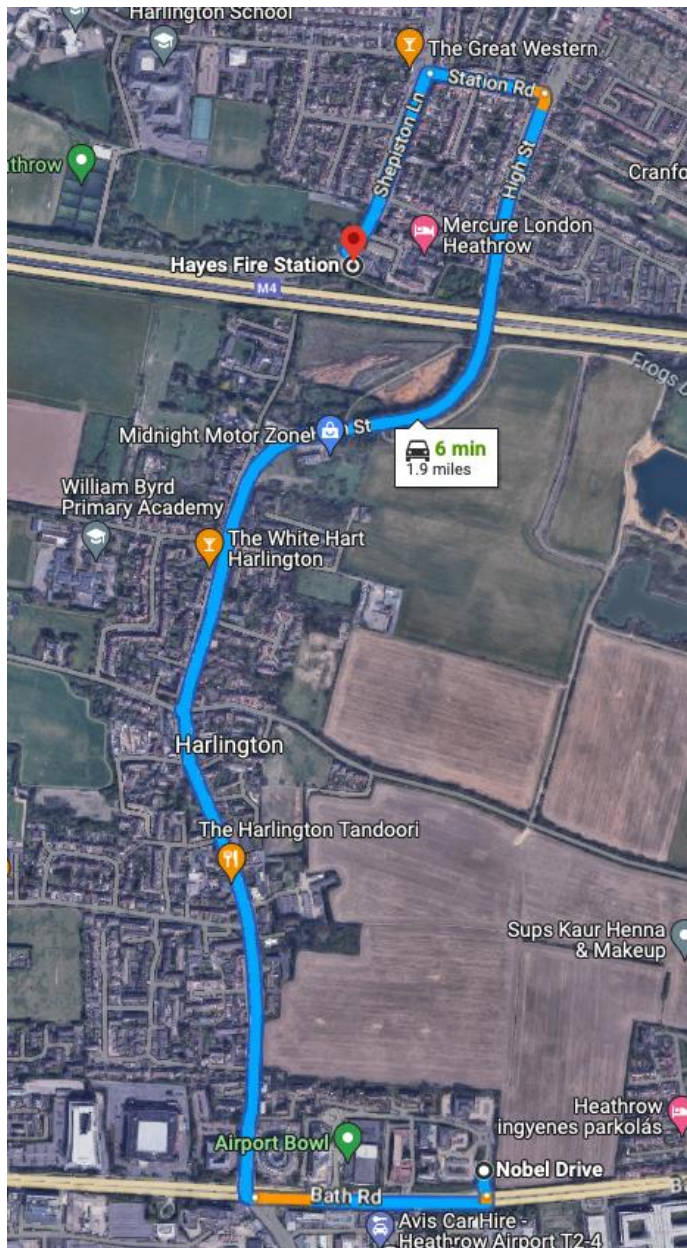 Harlington School
The Great Western
Station Rd
Shepiston Ln
High St
athrow
Cranfo
Mercure London
Heathrow
Hayes Fire Station
M4
Frogs
Midnight Motor Zone
St
6 min
1.9 miles
William Byrd
Primary Academy
The White Hart
Harlington
Harlington
The Harlington Tandoori
Sups Kaur Henna
& Makeup
Heathrow
ingyenes parkolás
Airport Bowl
Nobel Drive
Bath Rd
Avis Car Hire -
Heathrow Airport T2-4